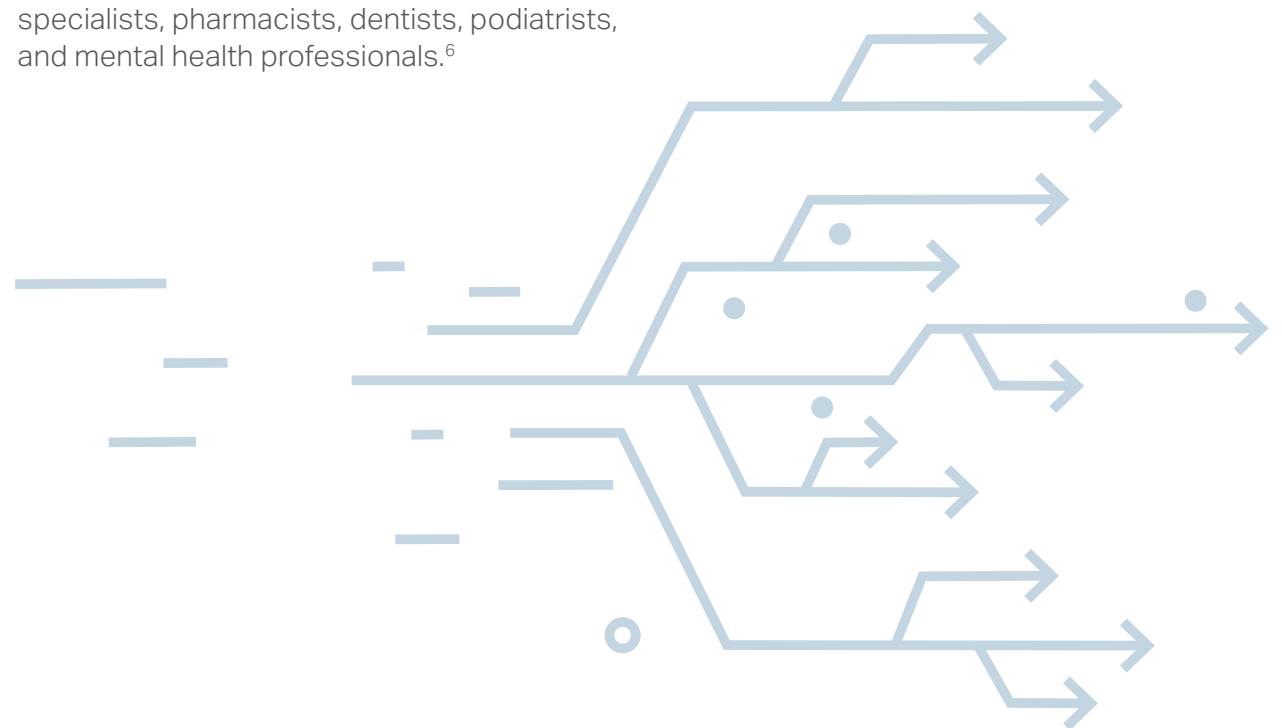 specialists, pharmacists, dentists, podiatrists,
and mental health professionals.⁶